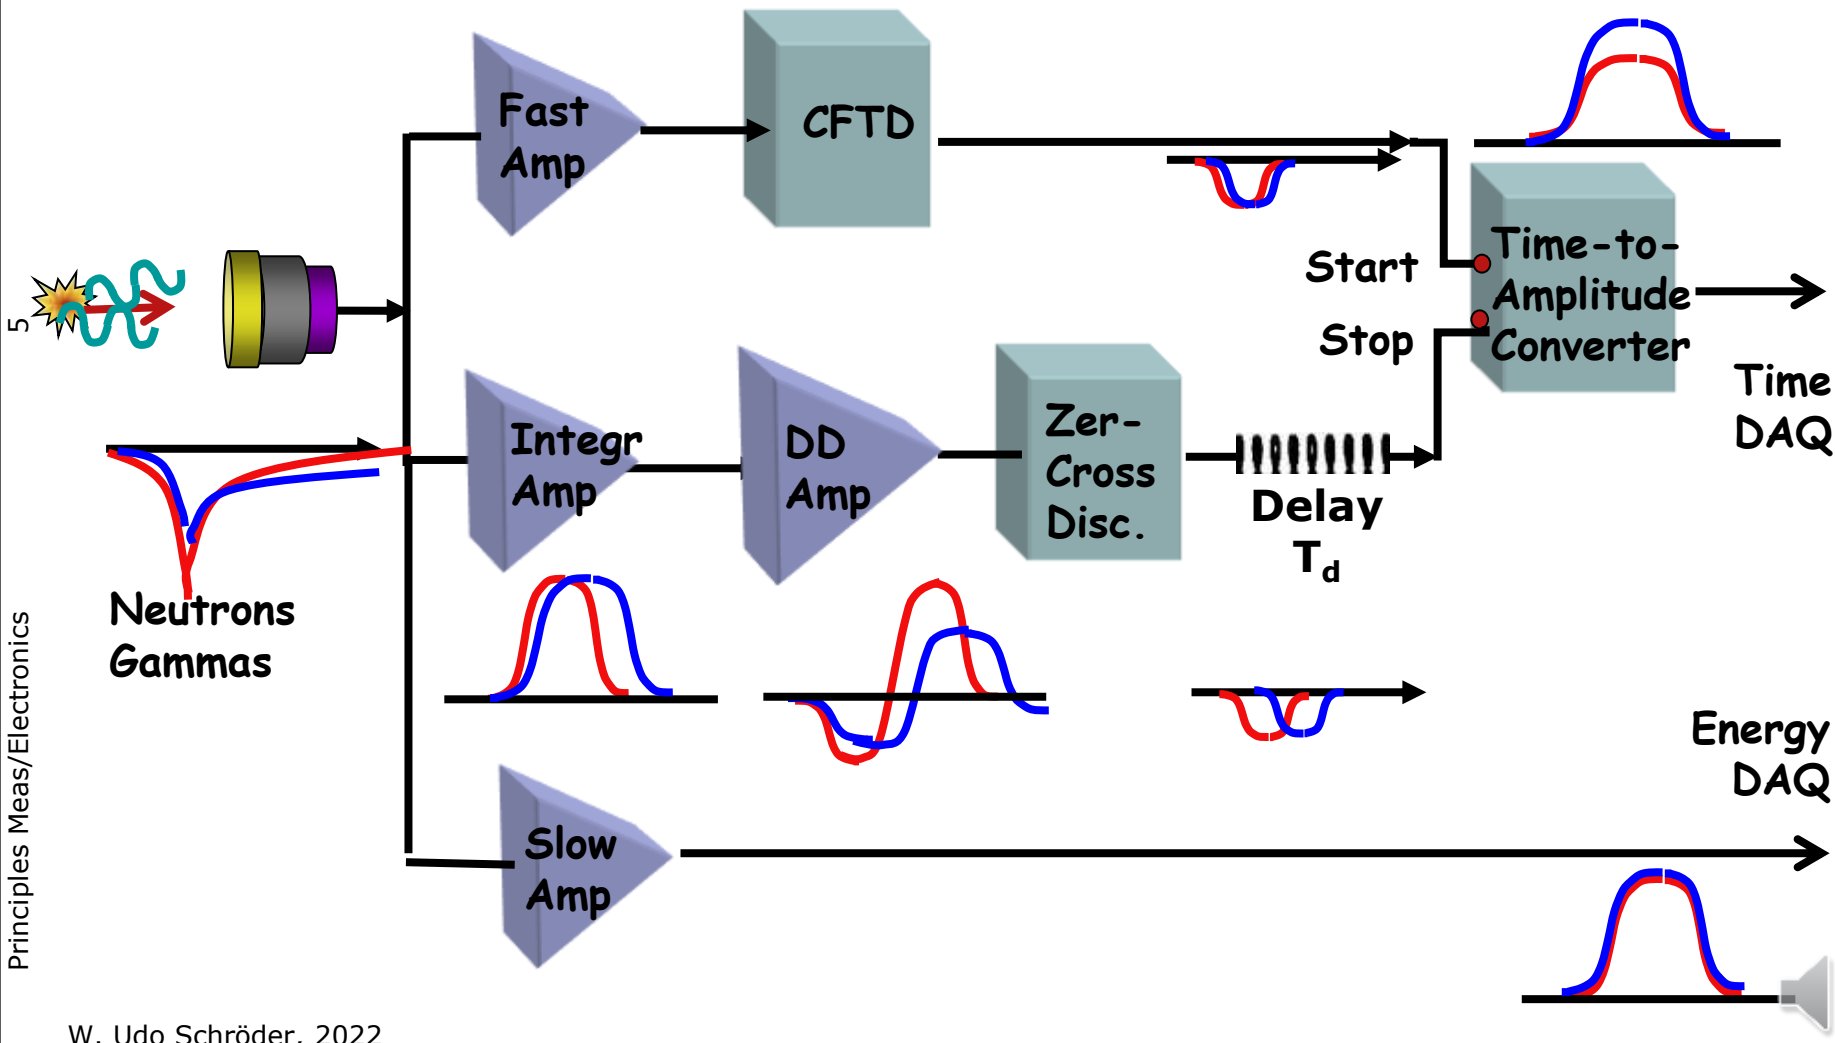 Fast
Amp
CFTD
Start
Stop
Time-to-
Amplitude
Converter
Time
DAQ
Integr
Amp
DD
Amp
Zer-
Cross
Disc.
Delay
Td
Neutrons
Gammas
Slow
Amp
Energy
DAQ
5
Principles Meas/Electronics
W. Udo Schröder, 2022